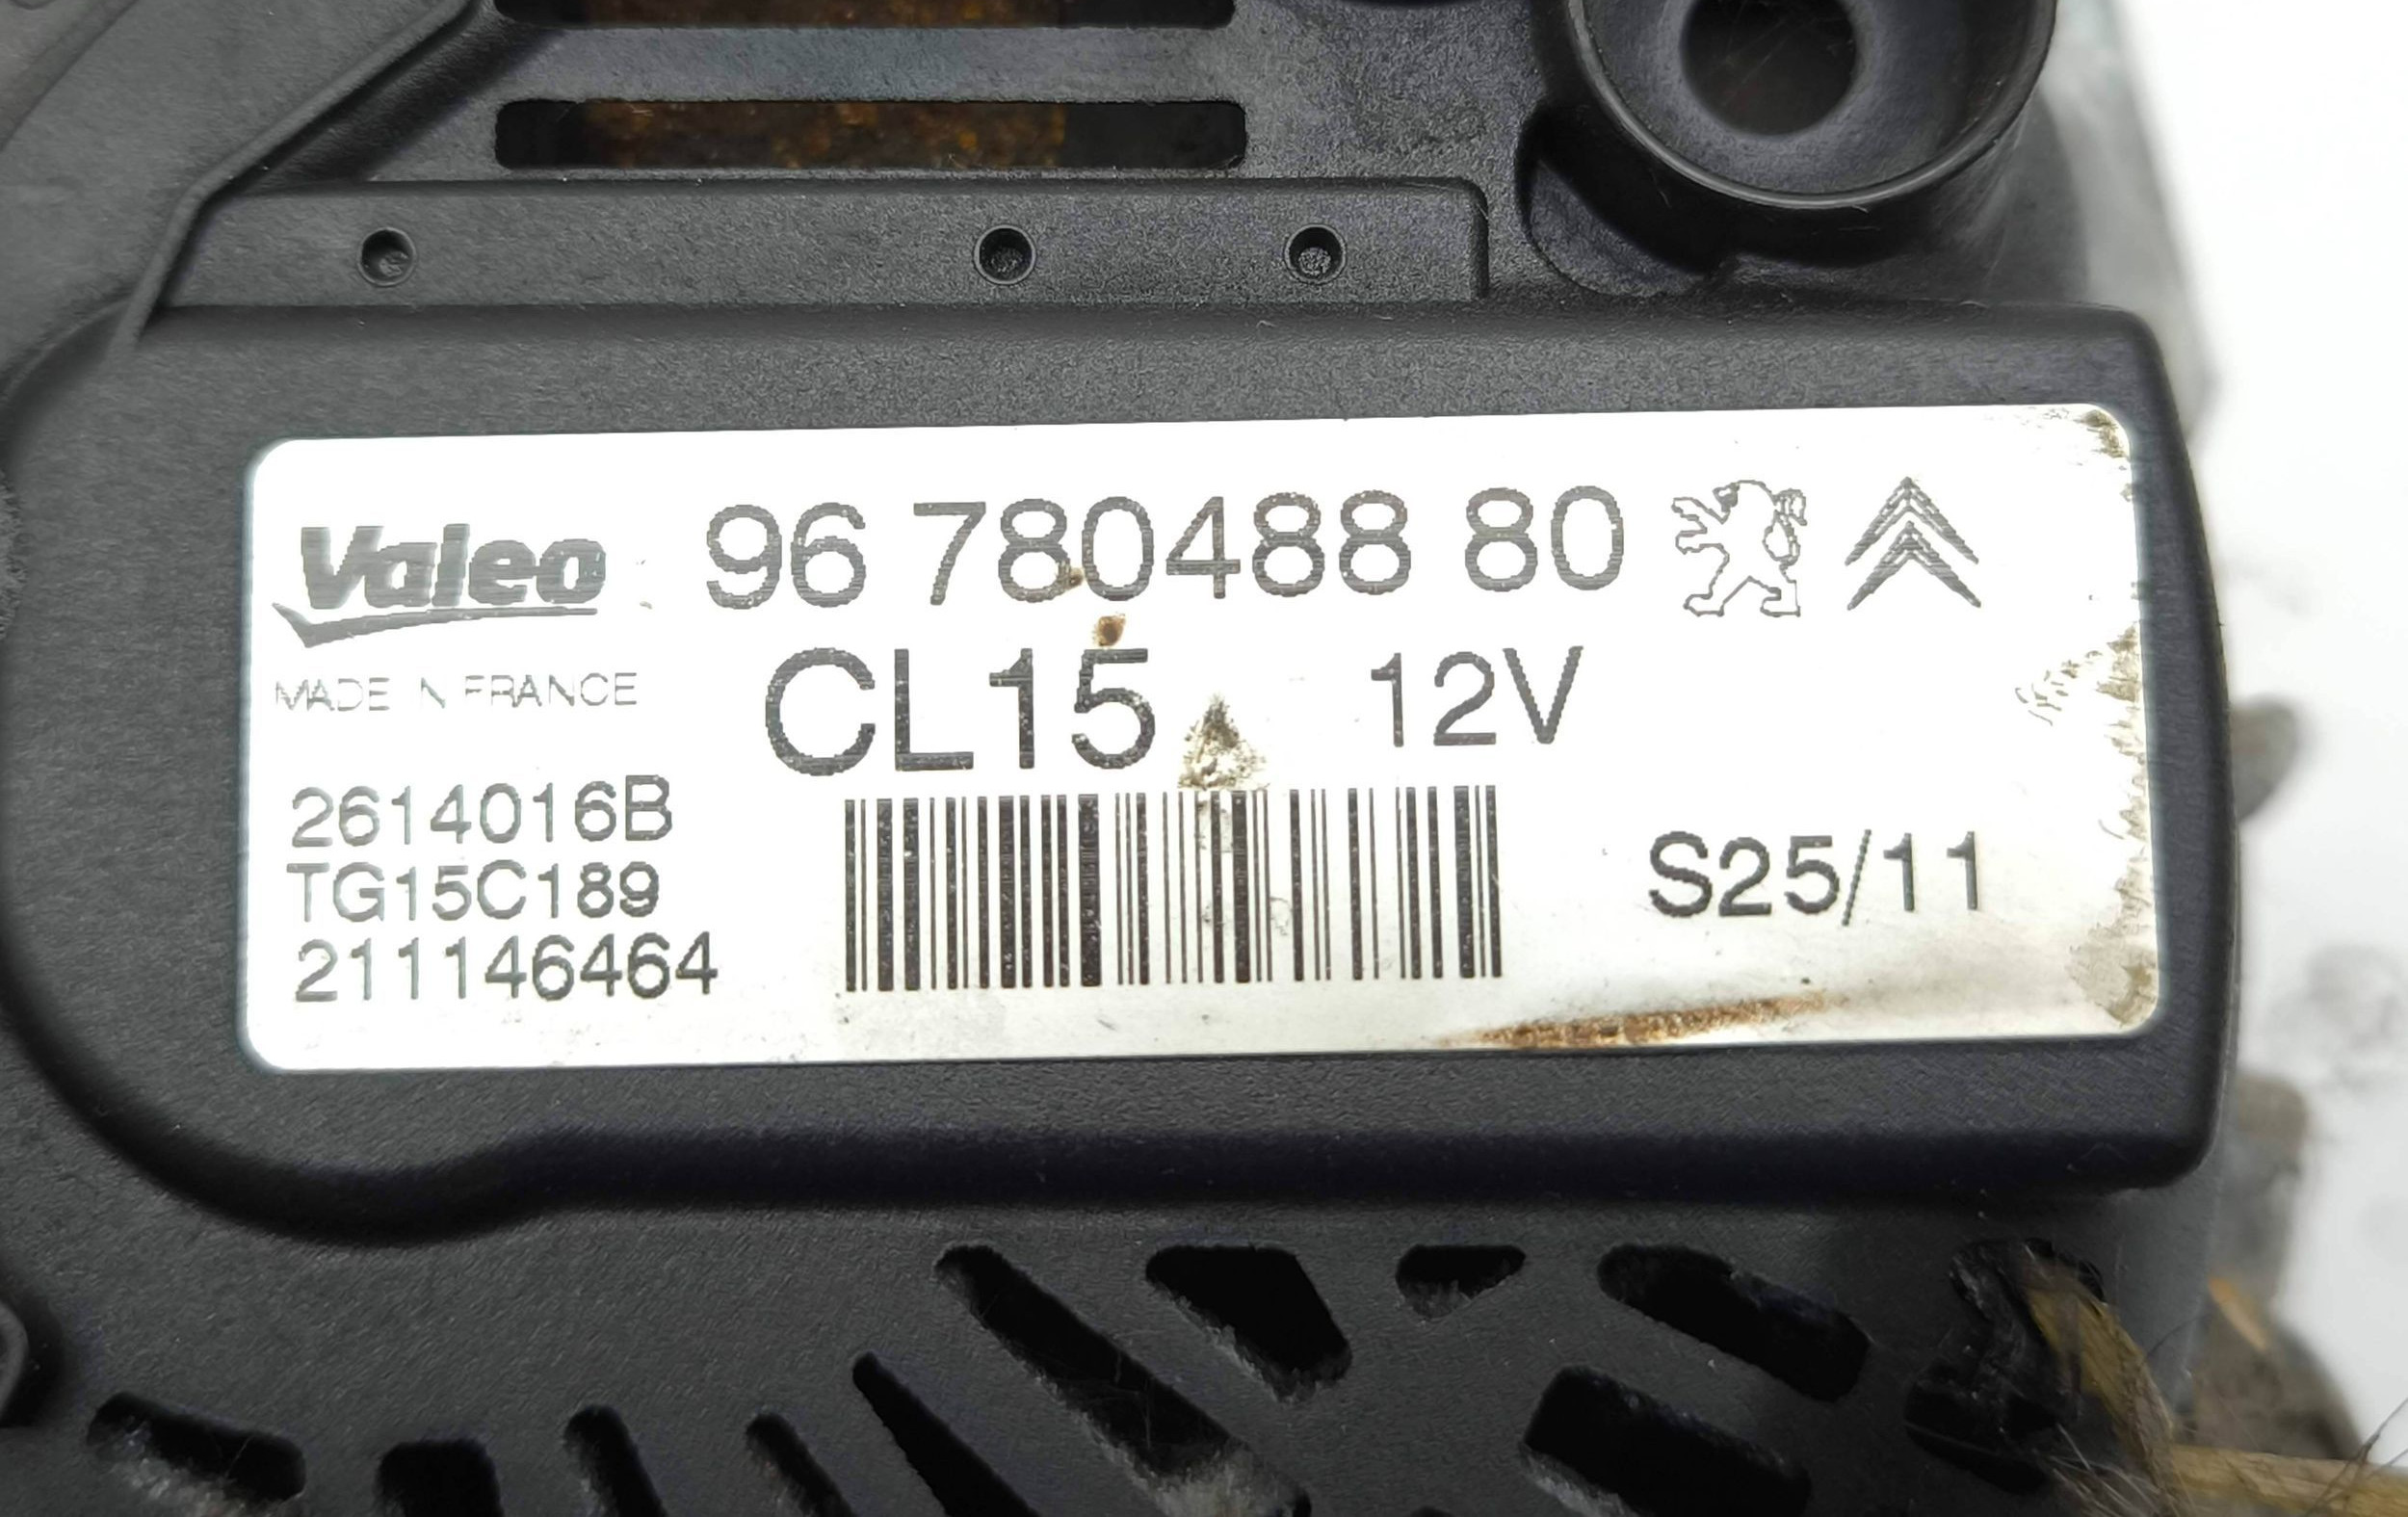 Valeo 96 780488 80
MADE IN FRANCE
CL15 12V
2614016B
TG15C189
211146464
S25/11